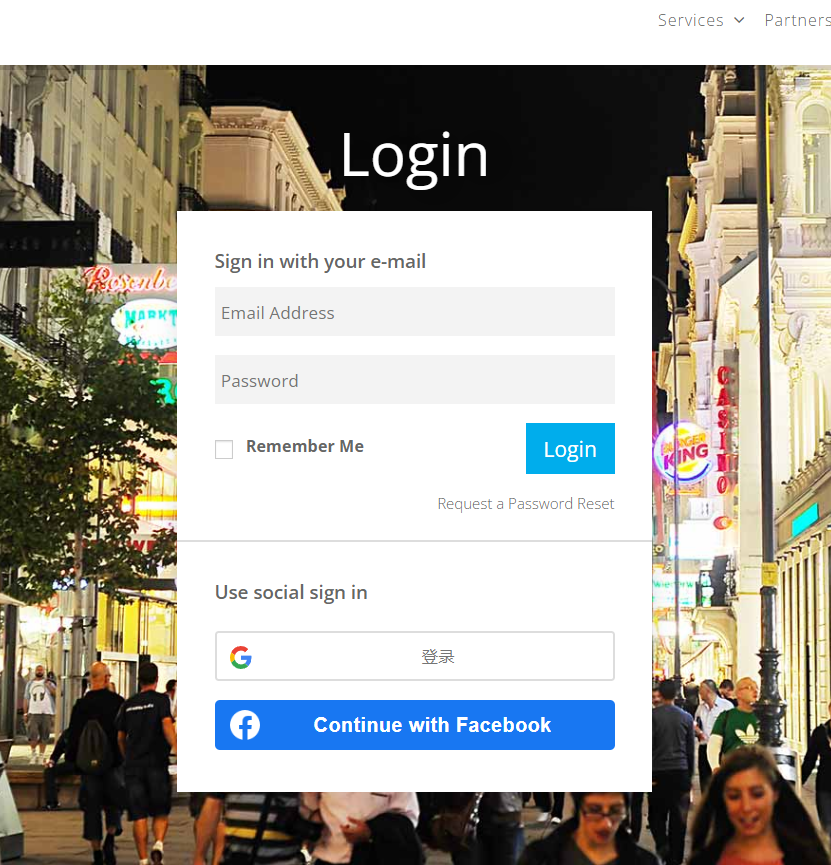 Services
Partners
Login
Sign in with your e-mail
Email Address
Password
Remember Me
Login
Request a Password Reset
Use social sign in
登录
Continue with Facebook
Rosenbe
MARKT
CASINO
BURGER
KING